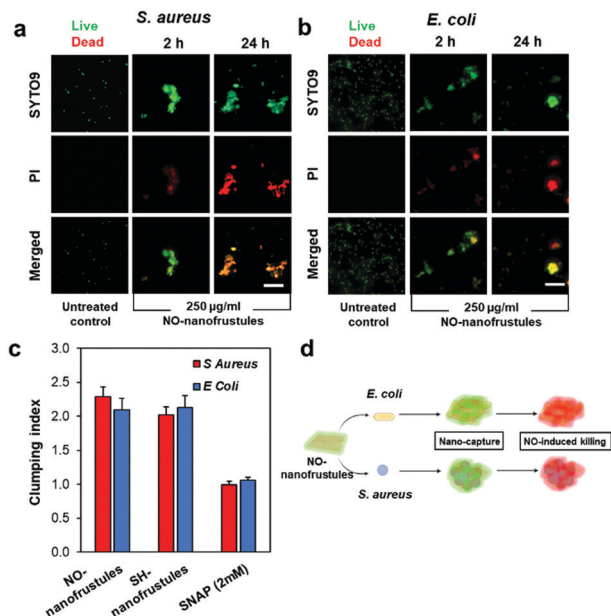 a
S. aureus
Live
Dead
2 h
24 h
SYTO9
PI
Merged
Untreated
control
250 µg/ml
NO-nanofrustules
b
E. coli
Live
Dead
2 h
24 h
SYTO9
PI
Merged
Untreated
control
250 µg/ml
NO-nanofrustules
c
Clumping index
3.0
2.5
2.0
1.5
1.0
0.5
0.0
S Aureus
E Coli
NO-
nanofrustules
SH-
nanofrustules
SNAP (2mM)
d
E. coli
NO-
nanofrustules
S. aureus
Nano-capture
NO-induced killing